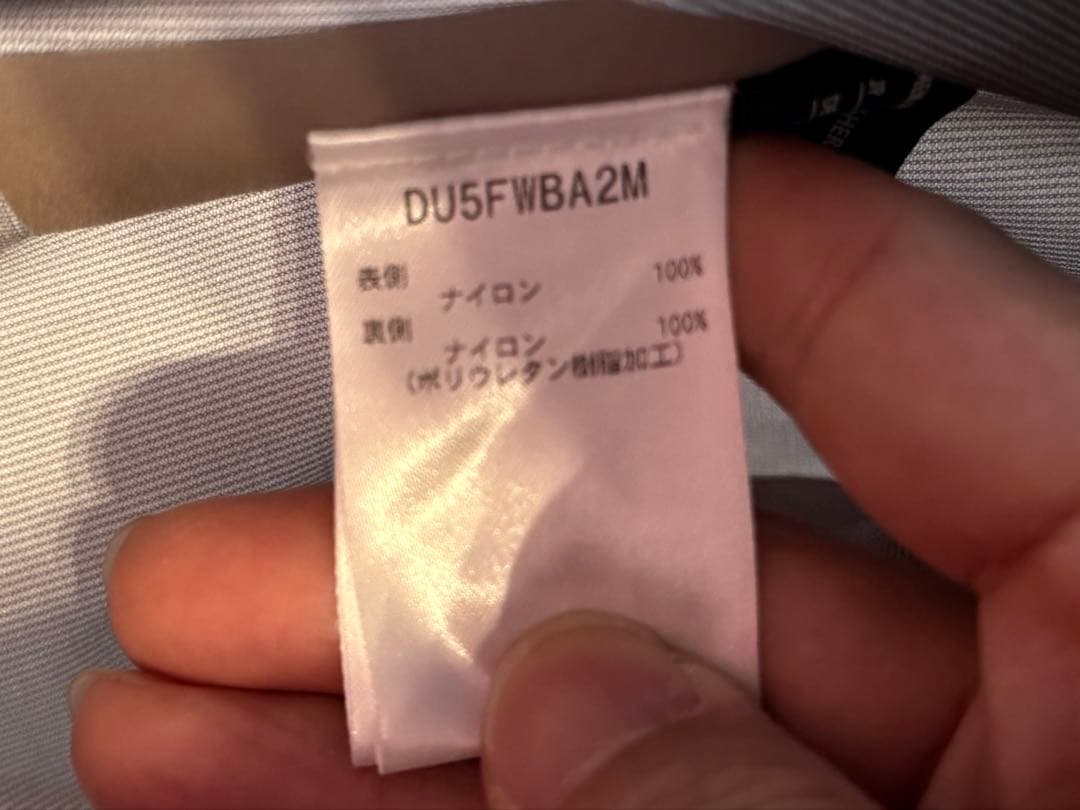 DU5FWBA2M
表側 100%
ナイロン
裏側 100%
ナイロン
(ポリウレタン樹脂加工)